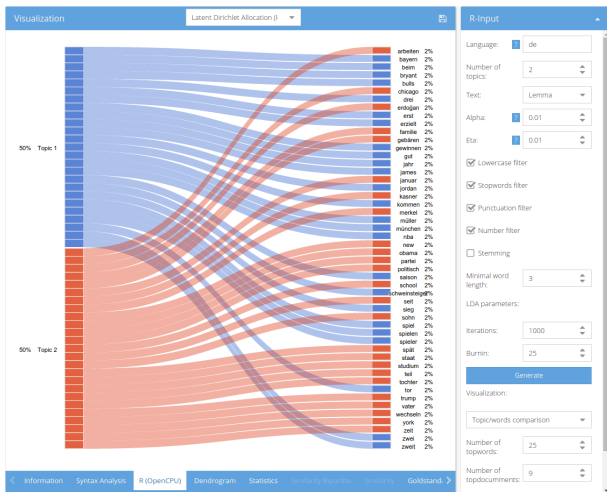 Visualization
Latent Dirichlet Allocation (l
R-Input
50% Topic 1
50% Topic 2
arbeiten 2%
bayern 2%
beim 2%
bryant 2%
bulls 2%
chicago 2%
drei 2%
erdoğan 2%
erst 2%
erzielt 2%
familie 2%
gebären 2%
gewinnen 2%
gut 2%
jahr 2%
james 2%
januar 2%
jordan 2%
kasner 2%
kommen 2%
merkel 2%
müller 2%
münchen 2%
nba 2%
new 2%
obama 2%
partei 2%
politisch 2%
saison 2%
school 2%
schweinsteiger 2%
seit 2%
sieg 2%
sohn 2%
spiel 2%
spielen 2%
spieler 2%
spät 2%
staat 2%
studium 2%
teil 2%
tochter 2%
tor 2%
trump 2%
vater 2%
wechseln 2%
york 2%
zeit 2%
zwei 2%
zweit 2%
Language: ? de
Number of topics: 2
Text: Lemma
Alpha: ? 0.01
Eta: ? 0.01
Lowercase filter
Stopwords filter
Punctuation filter
Number filter
Stemming
Minimal word length: 3
LDA parameters:
Iterations: 1000
Burnin: 25
Generate
Visualization:
Topic/words comparison
Number of topwords: 25
Number of topdocumments: 9
Information Syntax Analysis R (OpenCPU) Dendrogram Statistics Goldstand